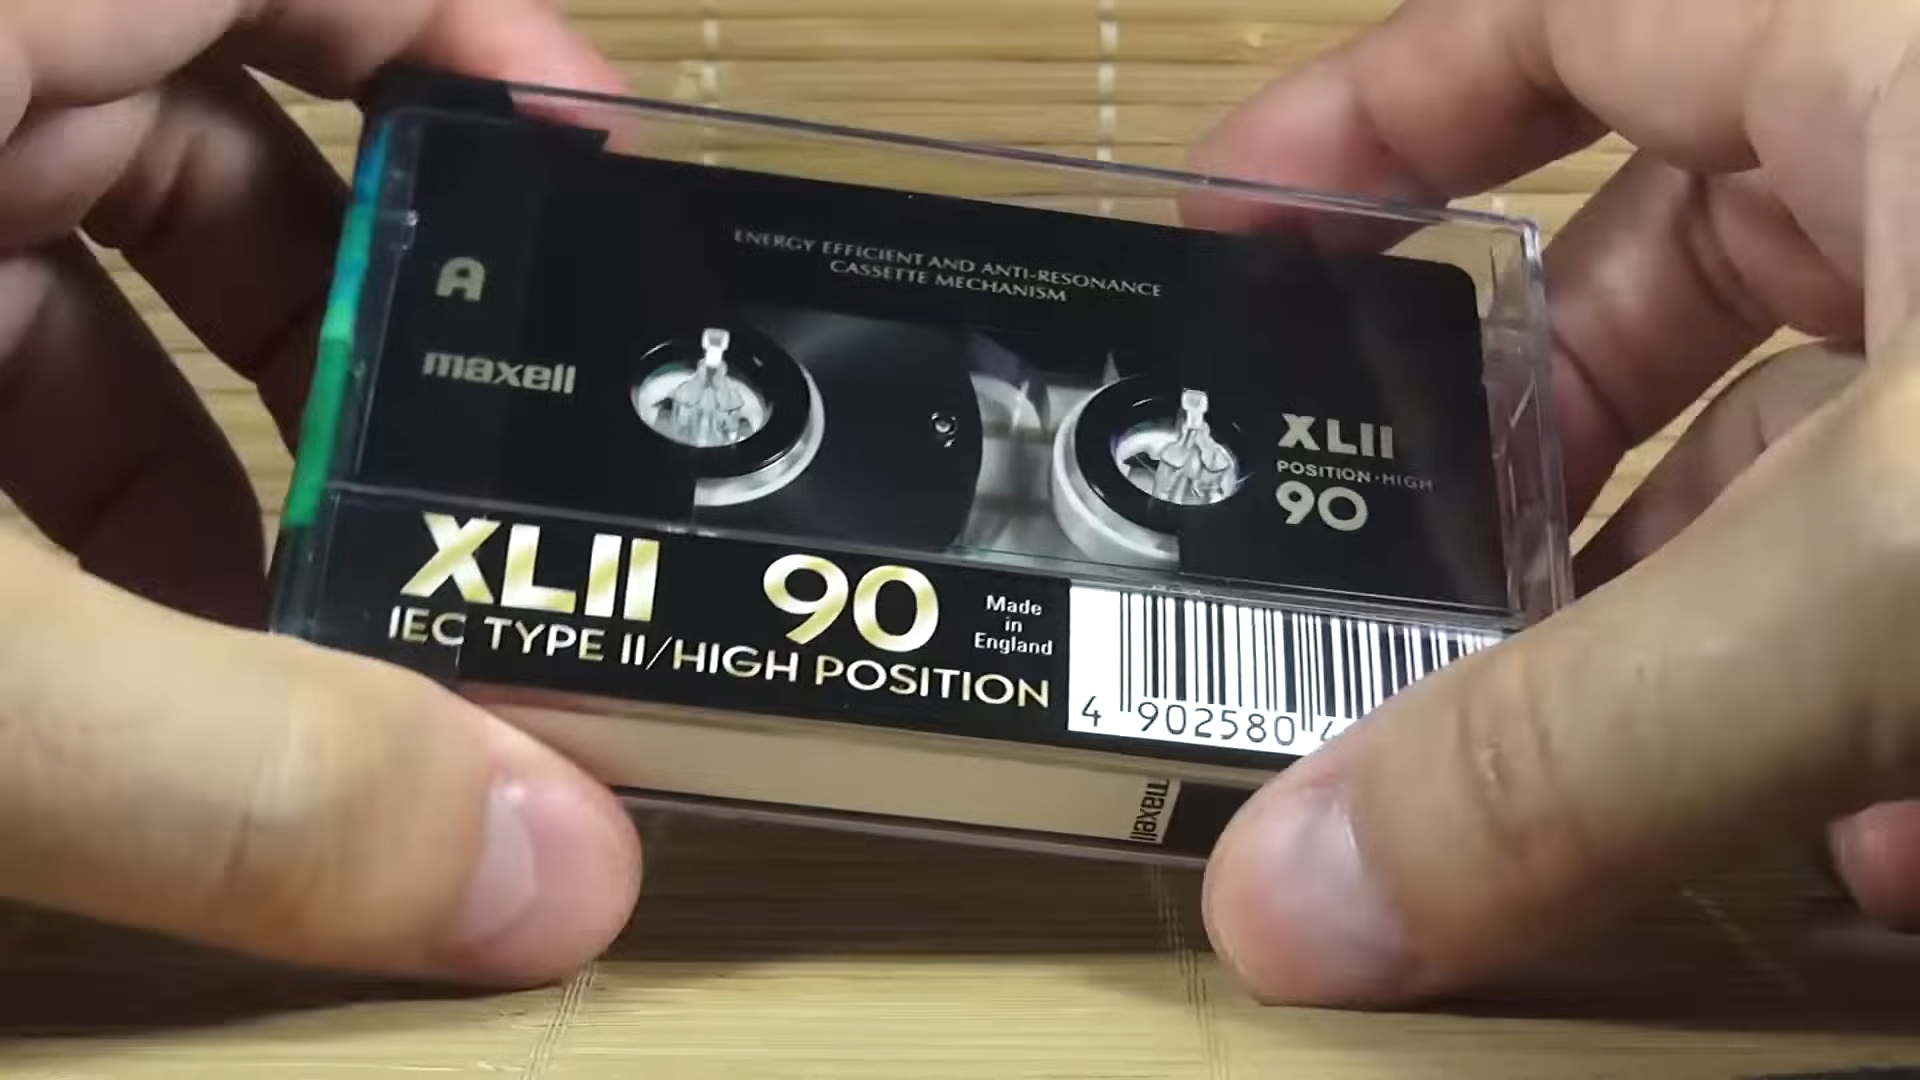 ENERGY EFFICIENT AND ANTI-RESONANCE
CASSETTE MECHANISM
A
maxell
XLII
POSITION·HIGH
90
XLII 90
IEC TYPE II/HIGH POSITION
Made
in
England
4 902580 4
maxell